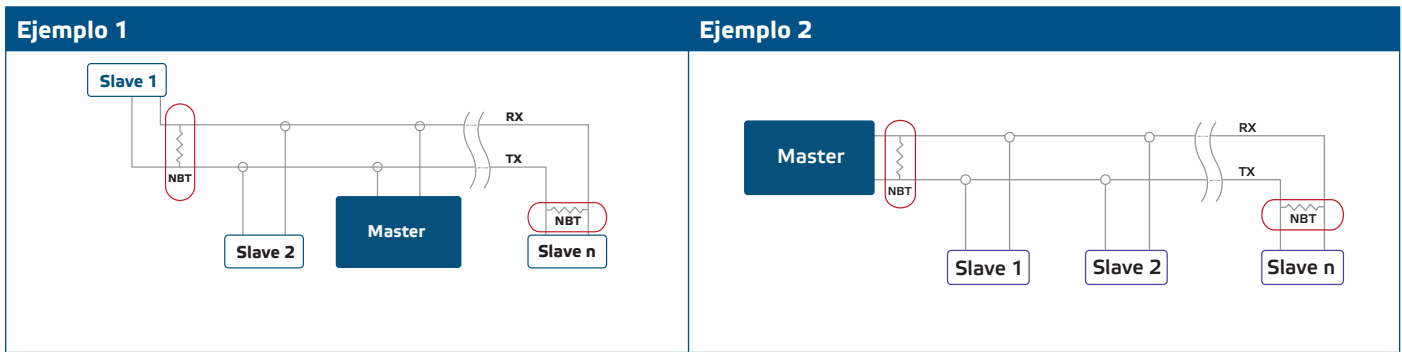 Ejemplo 1
Slave 1
RX
TX
NBT
NBT
Master
Slave 2
Slave n
Ejemplo 2
RX
Master
TX
NBT
NBT
Slave 1
Slave 2
Slave n